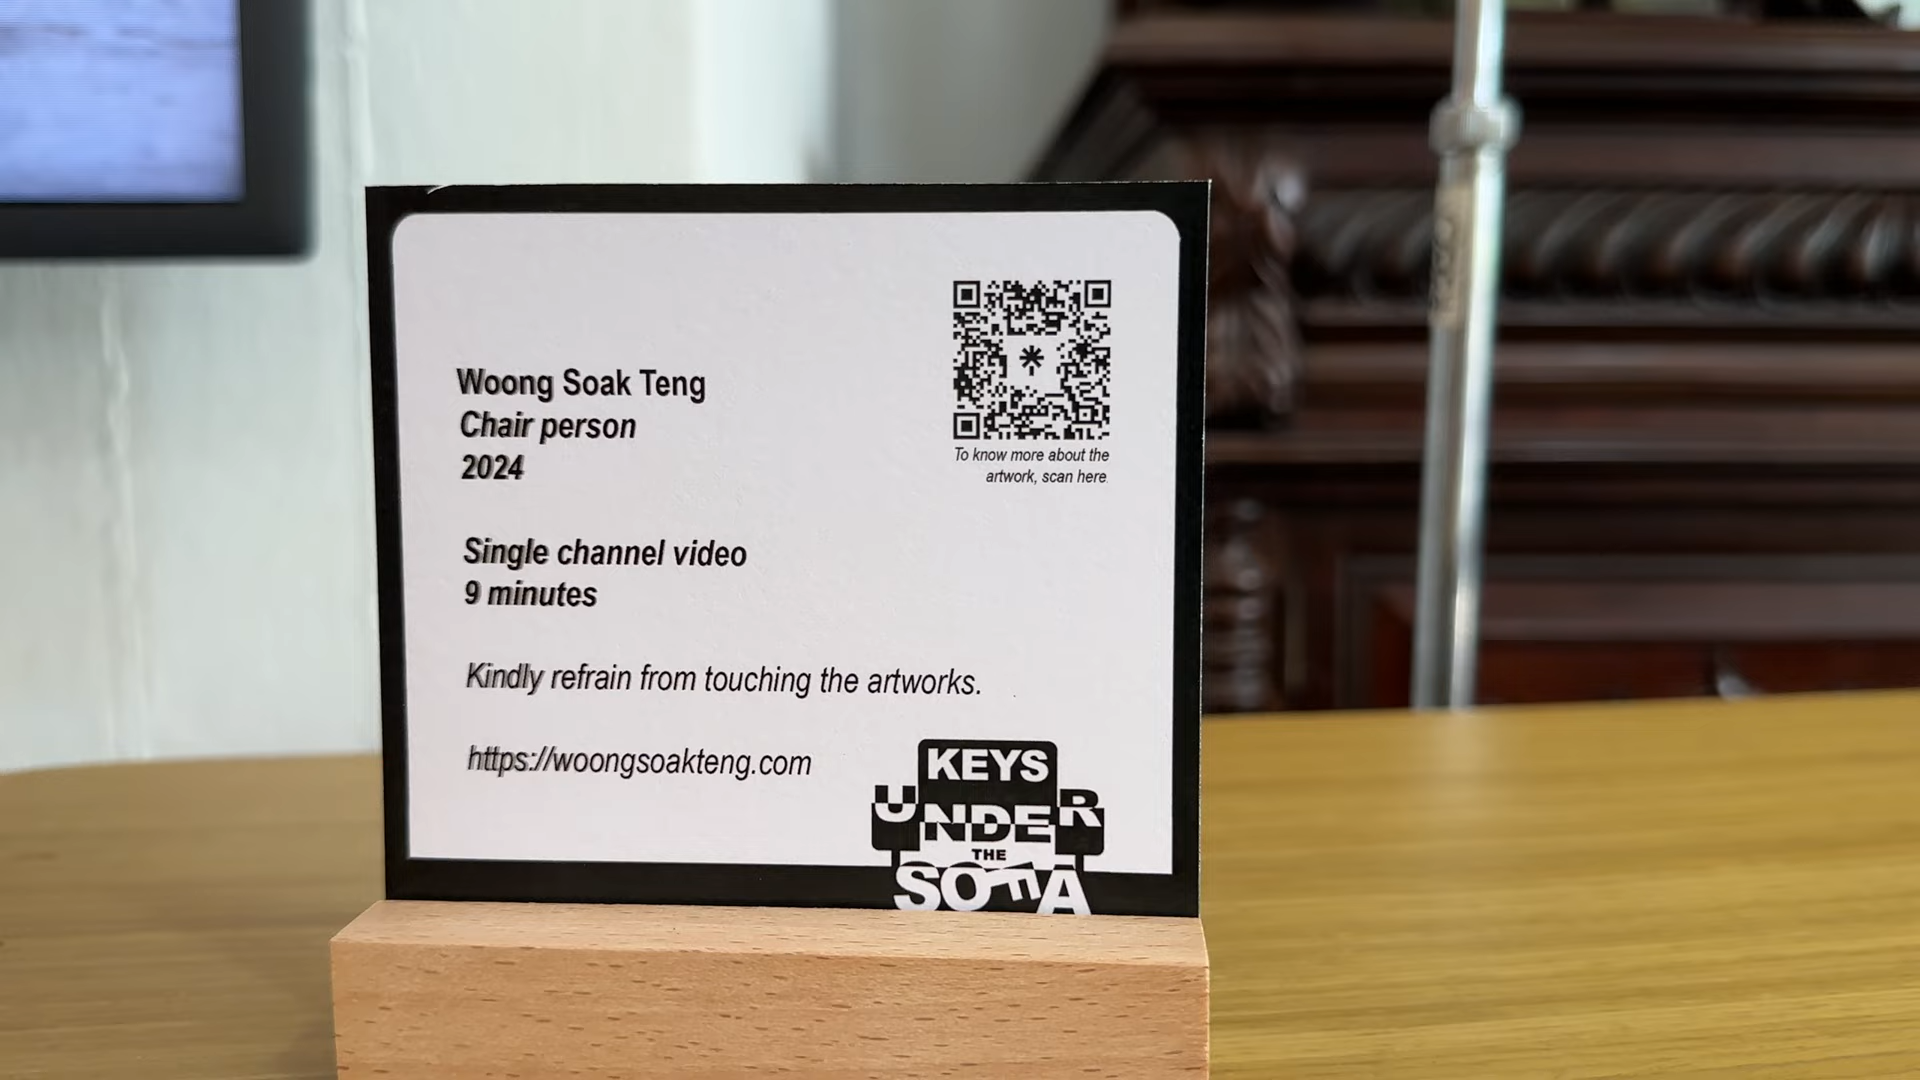 Woong Soak Teng
Chair person
2024
To know more about the
artwork, scan here.
Single channel video
9 minutes
Kindly refrain from touching the artworks.
https://woongsoakteng.com
KEYS
UNDER
THE
SOFA